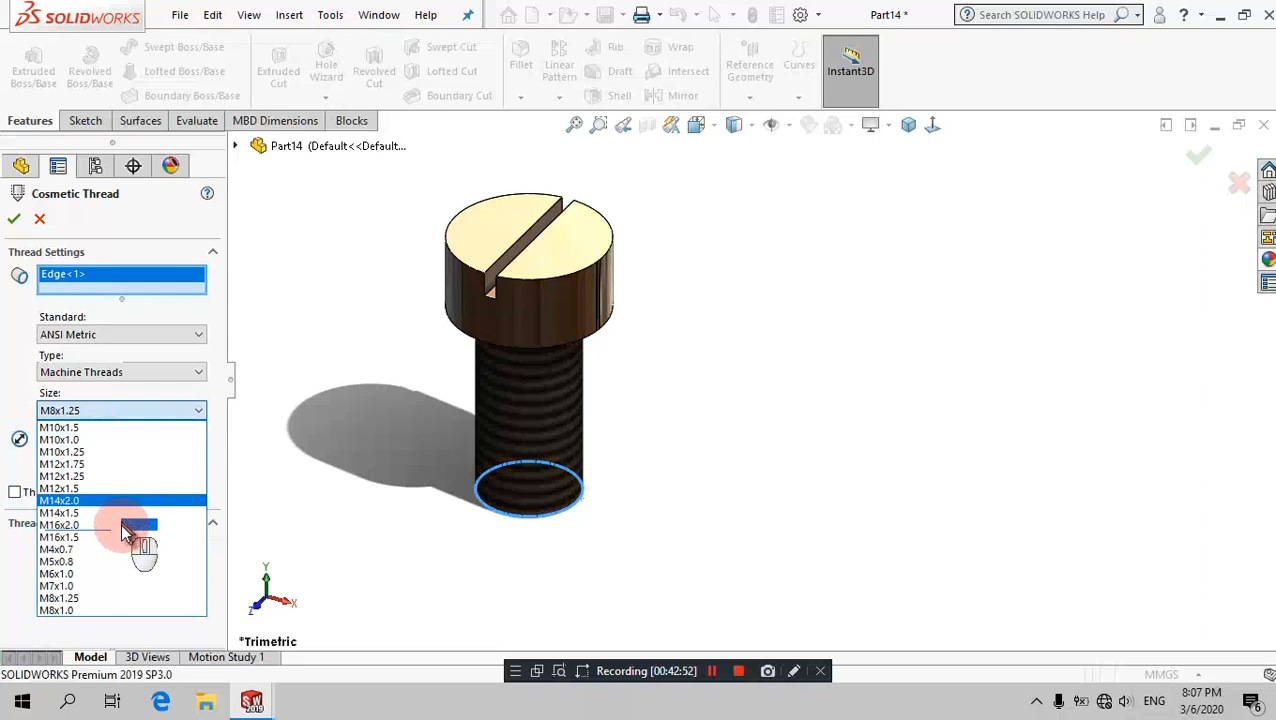 SOLIDWORKS File Edit View Insert Tools Window Help Part14 * Search SOLIDWORKS Help
Extruded Boss/Base
Revolved Boss/Base
Swept Boss/Base
Lofted Boss/Base
Boundary Boss/Base
Extruded Cut
Hole Wizard
Revolved Cut
Swept Cut
Lofted Cut
Boundary Cut
Fillet
Linear Pattern
Rib
Draft
Shell
Wrap
Intersect
Mirror
Reference Geometry
Curves
Instant3D
Features Sketch Surfaces Evaluate MBD Dimensions Blocks
Part14 (Default<<Default...
Cosmetic Thread
Thread Settings
Edge<1>
Standard:
ANSI Metric
Type:
Machine Threads
Size:
M8x1.25
M10x1.5
M10x1.0
M10x1.25
M12x1.75
M12x1.25
M12x1.5
M14x2.0
M14x1.5
M16x2.0
M16x1.5
M4x0.7
M5x0.8
M6x1.0
M7x1.0
M8x1.25
M8x1.0
Y
X
Z
*Trimetric
Model 3D Views Motion Study 1
SOLIDWORKS Premium 2019 SP3.0
Recording [00:42:52]
MMGS
SW
2019
ENG
8:07 PM
3/6/2020
6